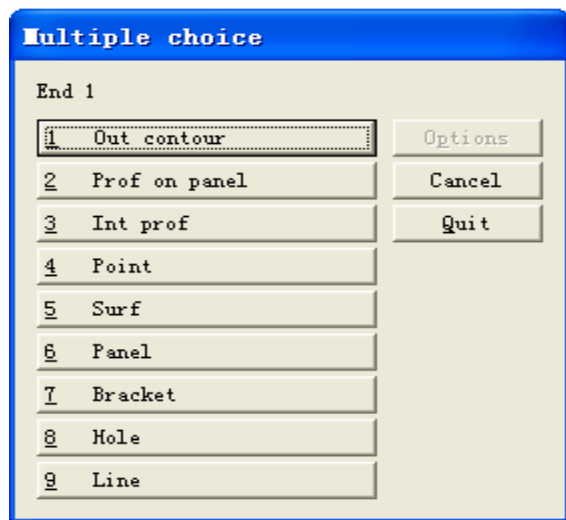 Multiple choice
End 1
1 Out contour
Options
2 Prof on panel
Cancel
3 Int prof
Quit
4 Point
5 Surf
6 Panel
7 Bracket
8 Hole
9 Line